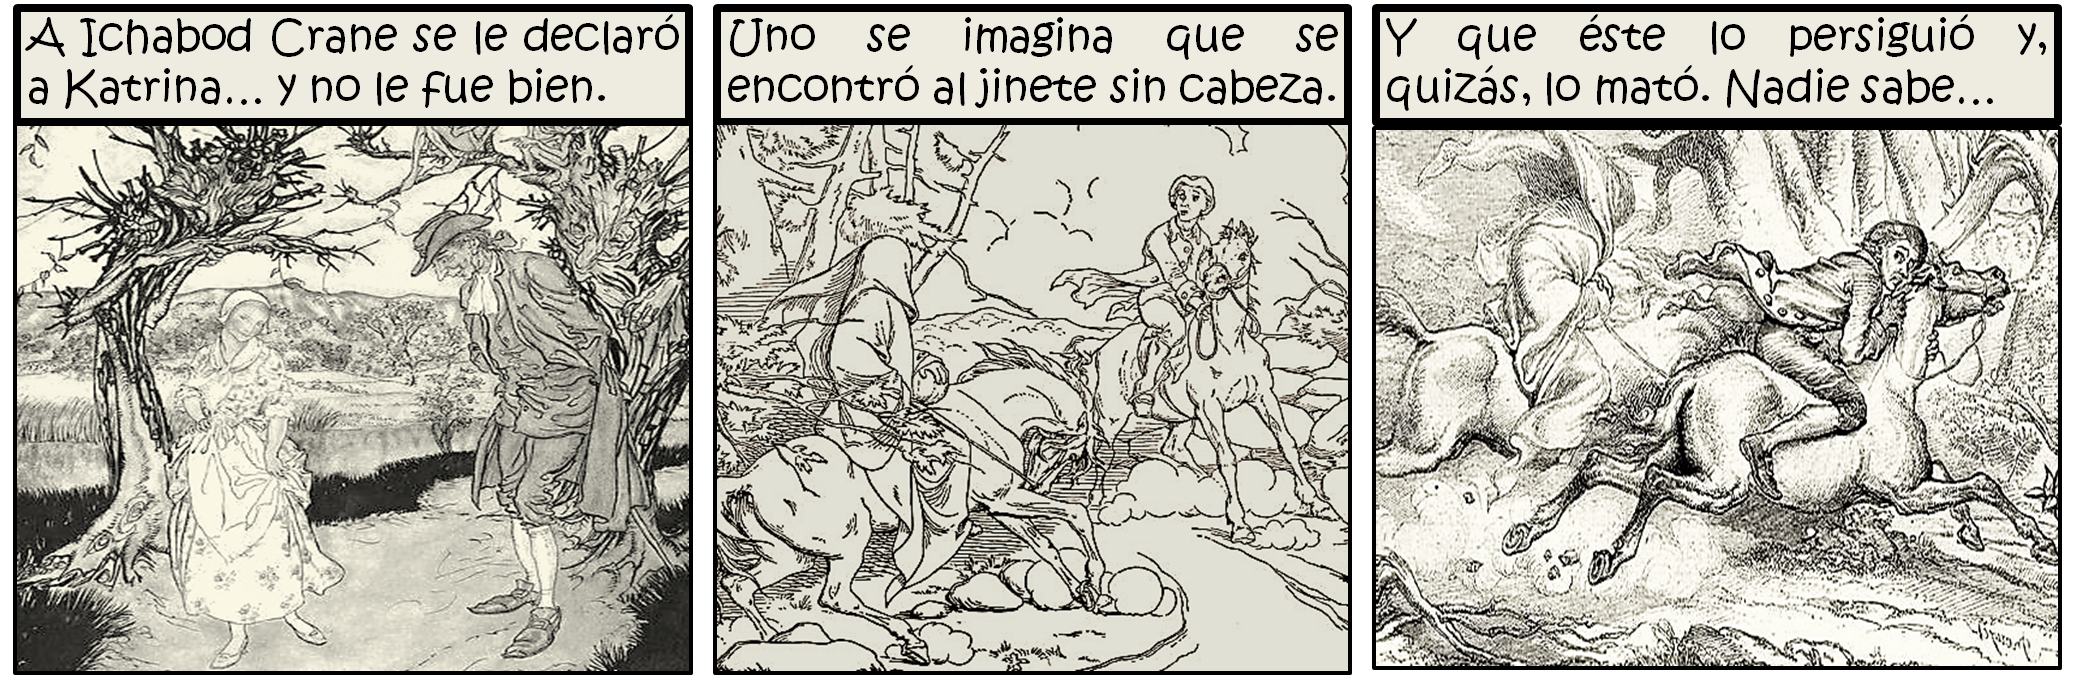 A Ichabod Crane se le declaró
a Katrina... y no le fue bien.
Uno se imagina que se
encontró al jinete sin cabeza.
Y que éste lo persiguió y,
quizás, lo mató. Nadie sabe...